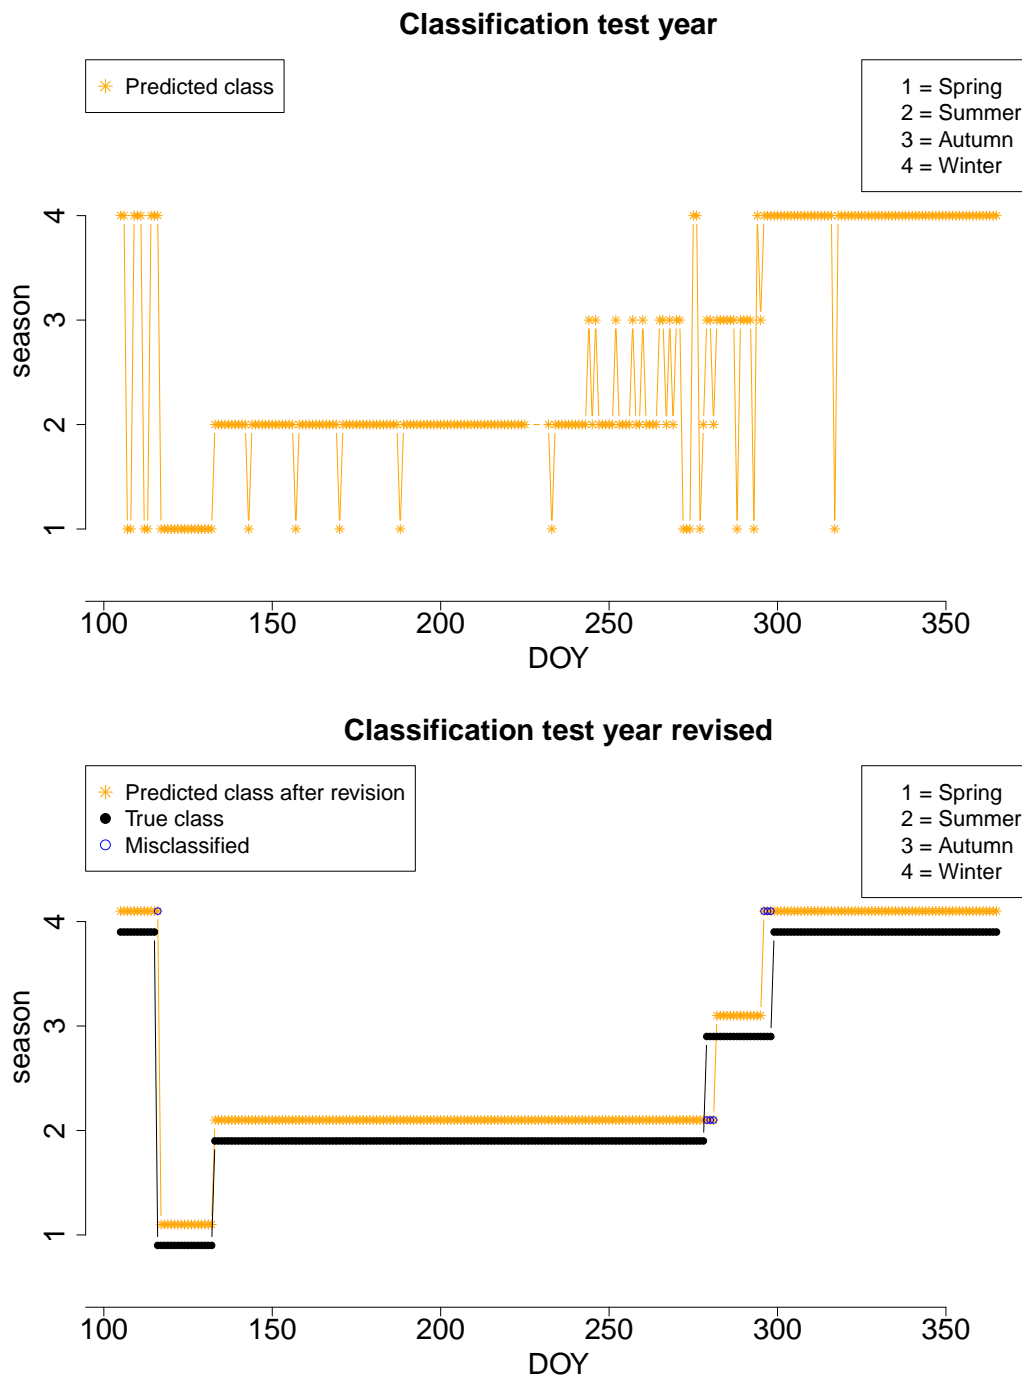 Classification test year
Predicted class
1 = Spring
2 = Summer
3 = Autumn
4 = Winter
season
4
3
2
1
100 150 200 250 300 350
DOY
Classification test year revised
Predicted class after revision
True class
Misclassified
1 = Spring
2 = Summer
3 = Autumn
4 = Winter
season
4
3
2
1
100 150 200 250 300 350
DOY